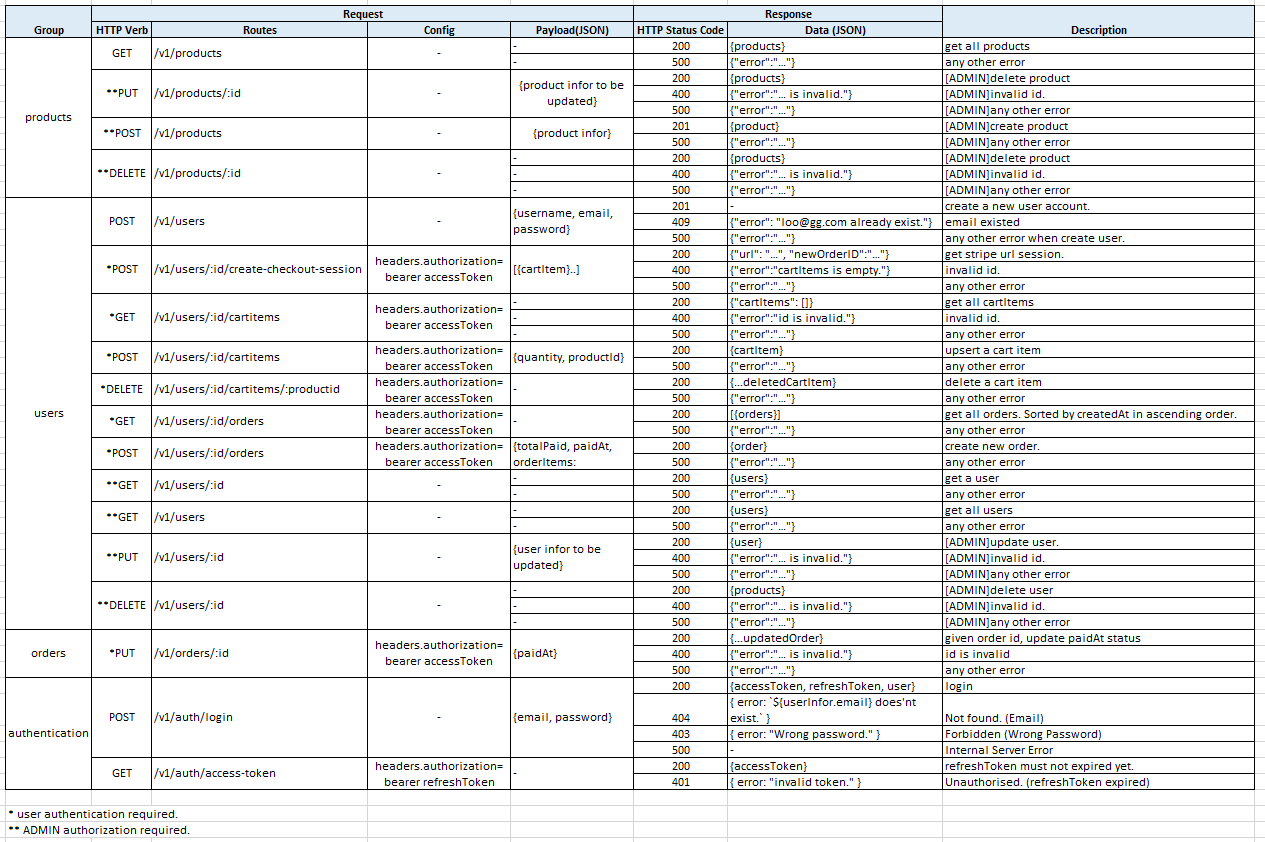 Request Response
Group HTTP Verb Routes Config Payload(JSON) HTTP Status Code Data (JSON) Description
products GET /v1/products - - 200 {products} get all products
- 500 {"error":"..."} any other error
**PUT /v1/products/:id - {product infor to be updated} 200 {products} [ADMIN]delete product
400 {"error":"... is invalid."} [ADMIN]invalid id.
500 {"error":"..."} [ADMIN]any other error
**POST /v1/products - {product infor} 201 {product} [ADMIN]create product
500 {"error":"..."} [ADMIN]any other error
**DELETE /v1/products/:id - - 200 {products} [ADMIN]delete product
- 400 {"error":"... is invalid."} [ADMIN]invalid id.
- 500 {"error":"..."} [ADMIN]any other error
users POST /v1/users - {username, email, password} 201 - create a new user account.
409 {"error": "loo@gg.com already exist."} email existed
500 {"error":"..."} any other error when create user.
*POST /v1/users/:id/create-checkout-session headers.authorization= bearer accessToken [{cartItem}..] 200 {"url": "...", "newOrderID":"..."} get stripe url session.
400 {"error":"cartItems is empty."} invalid id.
500 {"error":"..."} any other error
*GET /v1/users/:id/cartitems headers.authorization= bearer accessToken - 200 {"cartItems": []} get all cartItems
- 400 {"error":"id is invalid."} invalid id.
- 500 {"error":"..."} any other error
*POST /v1/users/:id/cartitems headers.authorization= bearer accessToken {quantity, productId} 200 {cartItem} upsert a cart item
500 {"error":"..."} any other error
*DELETE /v1/users/:id/cartitems/:productid headers.authorization= bearer accessToken - 200 {...deletedCartItem} delete a cart item
500 {"error":"..."} any other error
*GET /v1/users/:id/orders headers.authorization= bearer accessToken - 200 [{orders}] get all orders. Sorted by createdAt in ascending order.
500 {"error":"..."} any other error
*POST /v1/users/:id/orders headers.authorization= bearer accessToken {totalPaid, paidAt, orderItems: 200 {order} create new order.
500 {"error":"..."} any other error
**GET /v1/users/:id - - 200 {users} get a user
- 500 {"error":"..."} any other error
**GET /v1/users - - 200 {users} get all users
- 500 {"error":"..."} any other error
**PUT /v1/users/:id - {user infor to be updated} 200 {user} [ADMIN]update user.
400 {"error":"... is invalid."} [ADMIN]invalid id.
500 {"error":"..."} [ADMIN]any other error
**DELETE /v1/users/:id - - 200 {products} [ADMIN]delete user
- 400 {"error":"... is invalid."} [ADMIN]invalid id.
- 500 {"error":"..."} [ADMIN]any other error
orders *PUT /v1/orders/:id headers.authorization= bearer accessToken {paidAt} 200 {...updatedOrder} given order id, update paidAt status
400 {"error":"... is invalid."} id is invalid
500 {"error":"..."} any other error
authentication POST /v1/auth/login - {email, password} 200 {accessToken, refreshToken, user} login
404 { error: `${userInfor.email} does'nt exist.` } Not found. (Email)
403 { error: "Wrong password." } Forbidden (Wrong Password)
500 - Internal Server Error
GET /v1/auth/access-token headers.authorization= bearer refreshToken - 200 {accessToken} refreshToken must not expired yet.
401 { error: "invalid token." } Unauthorised. (refreshToken expired)
* user authentication required.
** ADMIN authorization required.